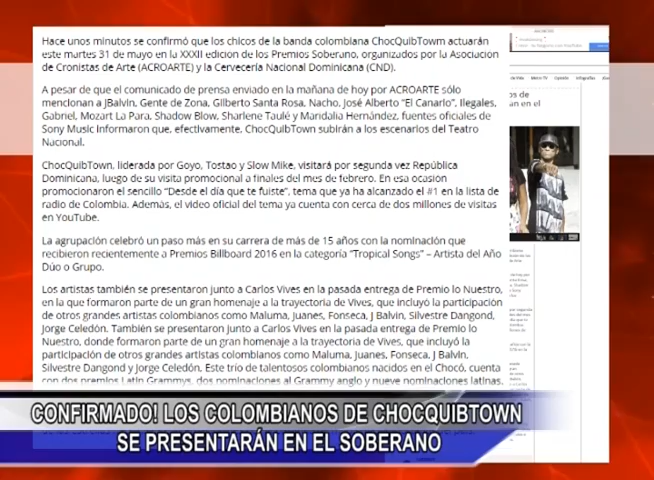 Hace unos minutos se confirmó que los chicos de la banda colombiana ChocQuibTowm actuarán
este martes 31 de mayo en la XXXII edición de los Premios Soberano, organizados por la Asociación
de Cronistas de Arte (ACROARTE) y la Cervecería Nacional Dominicana (CND).
A pesar de que el comunicado de prensa enviado en la mañana de hoy por ACROARTE sólo
mencionan a JBalvin, Gente de Zona, Gilberto Santa Rosa, Nacho, José Alberto "El Canario", Ilegales,
Gabriel, Mozart La Para, Shadow Blow, Sharlene Taulé y Maridalia Hernández, fuentes oficiales de
Sony Music Informaron que, efectivamente, ChocQuibTown subirán a los escenarios del Teatro
Nacional.
ChocQuibTown, liderada por Goyo, Tostao y Slow Mike, visitará por segunda vez República
Dominicana, luego de su visita promocional a finales del mes de febrero. En esa ocasión
promocionaron el sencillo "Desde el día que te fuiste", tema que ya ha alcanzado el #1 en la lista de
radio de Colombia. Además, el video oficial del tema ya cuenta con cerca de dos millones de visitas
en YouTube.
La agrupación celebró un paso más en su carrera de más de 15 años con la nominación que
recibieron recientemente a Premios Billboard 2016 en la categoría "Tropical Songs" – Artista del Año
Dúo o Grupo.
Los artistas también se presentaron junto a Carlos Vives en la pasada entrega de Premio lo Nuestro,
en la que formaron parte de un gran homenaje a la trayectoria de Vives, que incluyó la participación
de otros grandes artistas colombianos como Maluma, Juanes, Fonseca, J Balvin, Silvestre Dangond,
Jorge Celedón. También se presentaron junto a Carlos Vives en la pasada entrega de Premio lo
Nuestro, donde formaron parte de un gran homenaje a la trayectoria de Vives, que incluyó la
participación de otros grandes artistas colombianos como Maluma, Juanes, Fonseca, J Balvin,
Silvestre Dangond y Jorge Celedón. Este trío de talentosos colombianos nacidos en el Chocó, cuenta
con dos premios Latin Grammys, dos nominaciones al Grammy anglo y nueve nominaciones latinas.
CONFIRMADO! LOS COLOMBIANOS DE CHOCQUIBTOWN
SE PRESENTARÁN EN EL SOBERANO